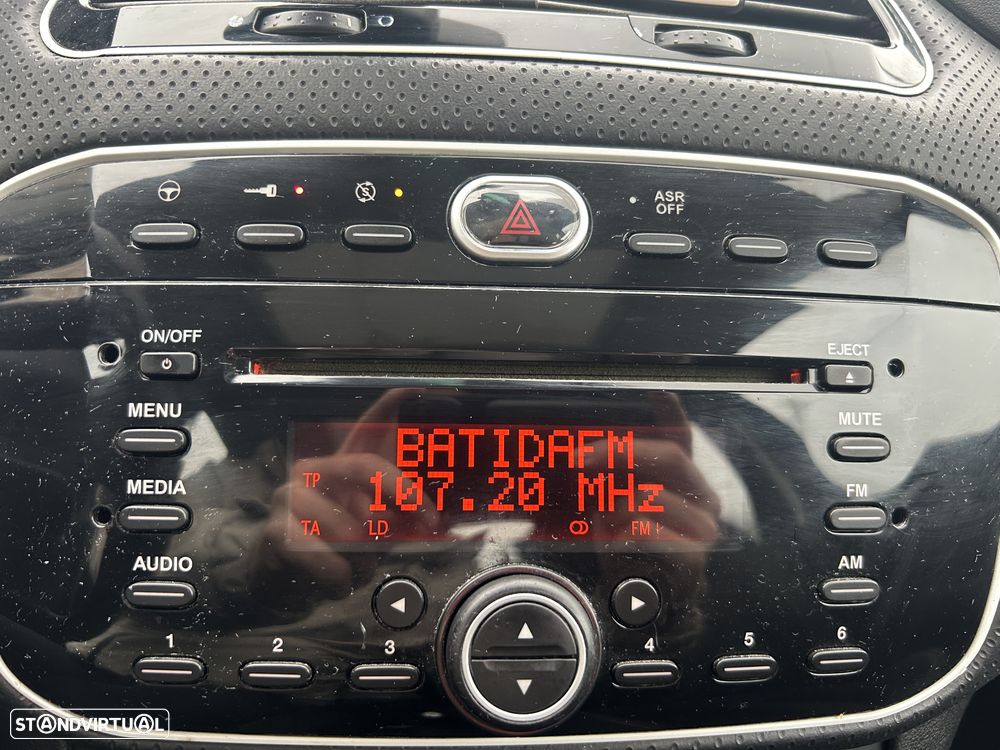 ASR
OFF
ON/OFF
EJECT
MENU
MUTE
BATIDAFM
TP
107.20 MHz
MEDIA
FM
TA LD FM
AUDIO
AM
1 2 3 4 5 6
STANDVIRTUAL